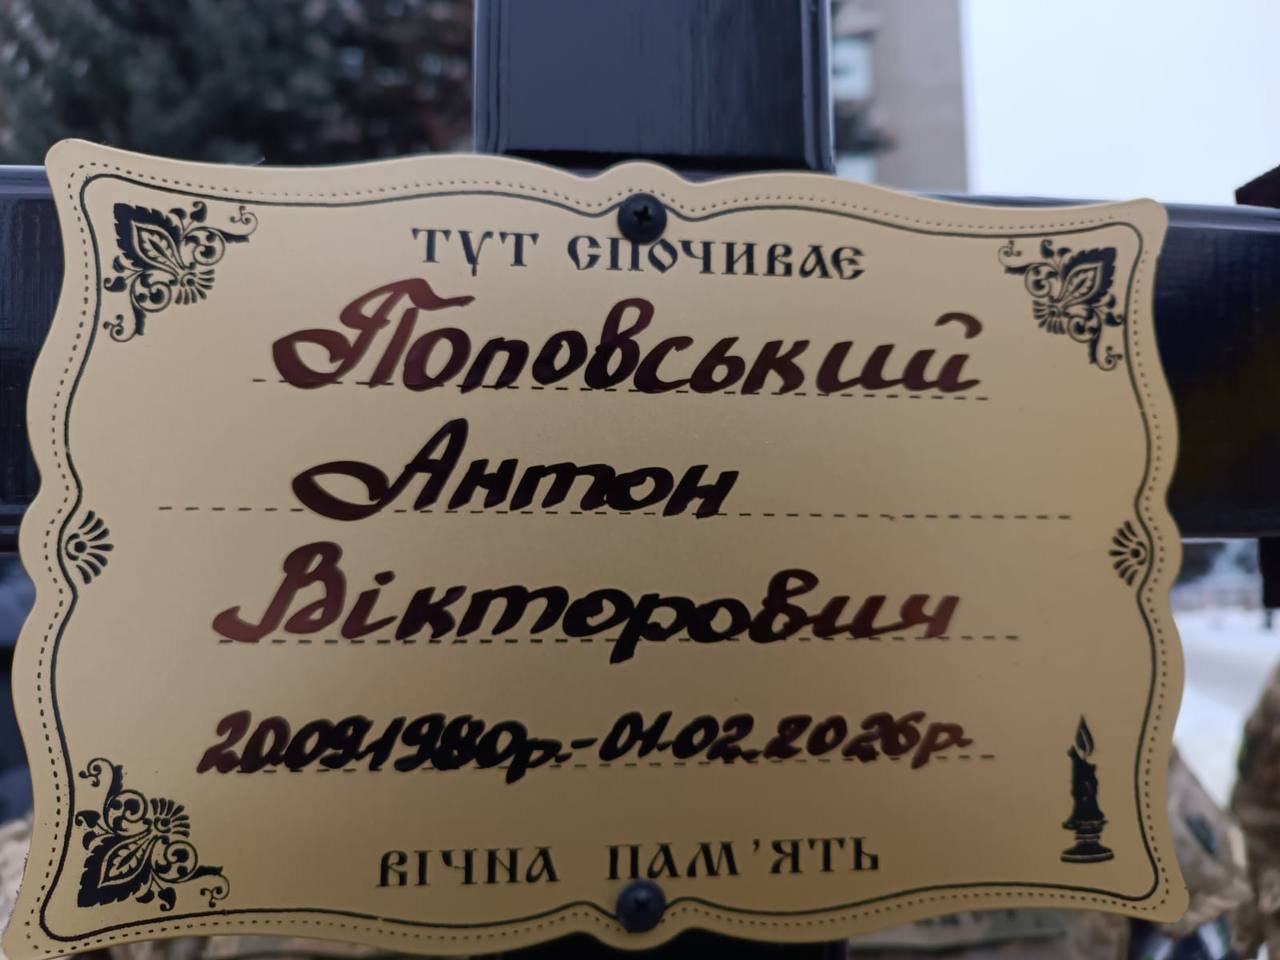 ТУТ СПОЧИВАЄ
Поповський
Антон
Вікторович
20.09.1980р.-01.02.2026р.
ВІЧНА ПАМ'ЯТЬ